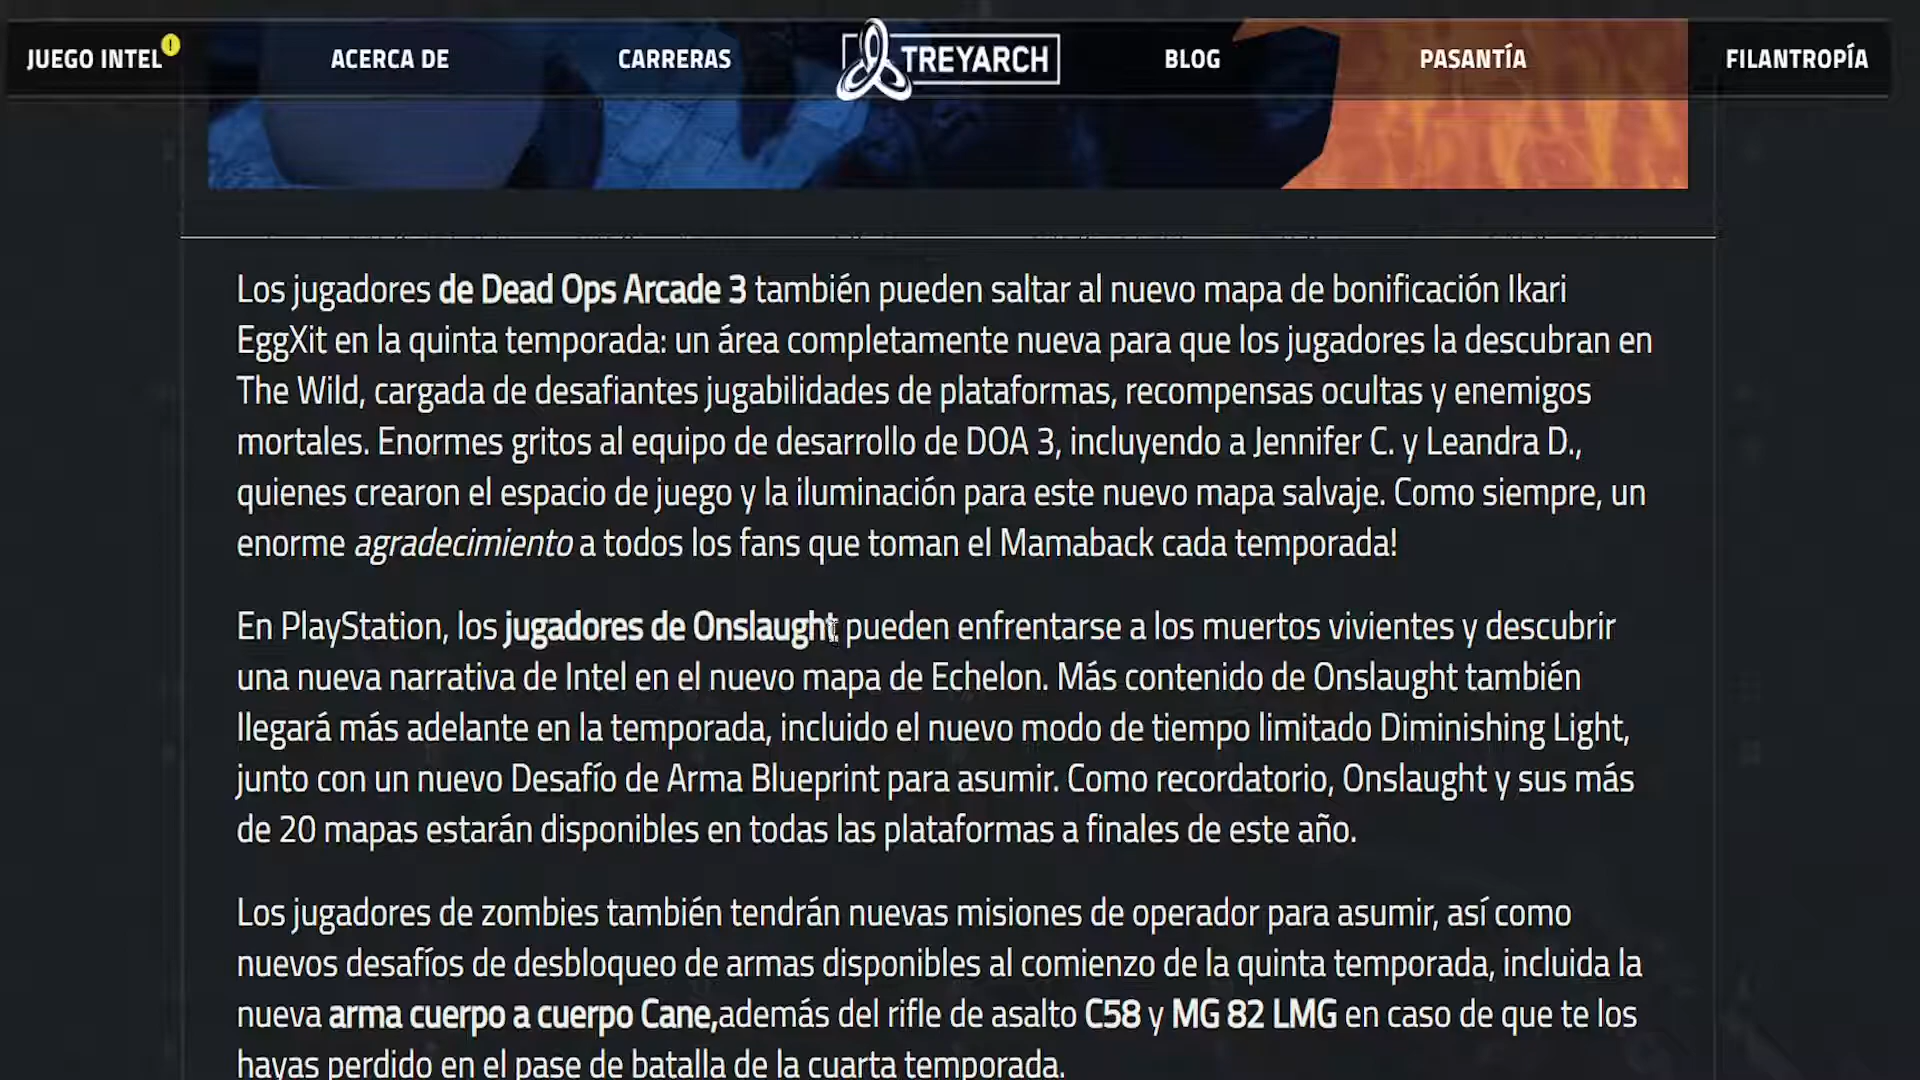 JUEGO INTEL!
ACERCA DE
CARRERAS
TREYARCH
BLOG
PASANTÍA
FILANTROPÍA
Los jugadores de Dead Ops Arcade 3 también pueden saltar al nuevo mapa de bonificación Ikari
EggXit en la quinta temporada: un área completamente nueva para que los jugadores la descubran en
The Wild, cargada de desafiantes jugabilidades de plataformas, recompensas ocultas y enemigos
mortales. Enormes gritos al equipo de desarrollo de DOA 3, incluyendo a Jennifer C. y Leandra D.,
quienes crearon el espacio de juego y la iluminación para este nuevo mapa salvaje. Como siempre, un
enorme agradecimiento a todos los fans que toman el Mamaback cada temporada!
En PlayStation, los jugadores de Onslaught pueden enfrentarse a los muertos vivientes y descubrir
una nueva narrativa de Intel en el nuevo mapa de Echelon. Más contenido de Onslaught también
llegará más adelante en la temporada, incluido el nuevo modo de tiempo limitado Diminishing Light,
junto con un nuevo Desafío de Arma Blueprint para asumir. Como recordatorio, Onslaught y sus más
de 20 mapas estarán disponibles en todas las plataformas a finales de este año.
Los jugadores de zombies también tendrán nuevas misiones de operador para asumir, así como
nuevos desafíos de desbloqueo de armas disponibles al comienzo de la quinta temporada, incluida la
nueva arma cuerpo a cuerpo Cane,además del rifle de asalto C58 y MG 82 LMG en caso de que te los
hayas perdido en el pase de batalla de la cuarta temporada.